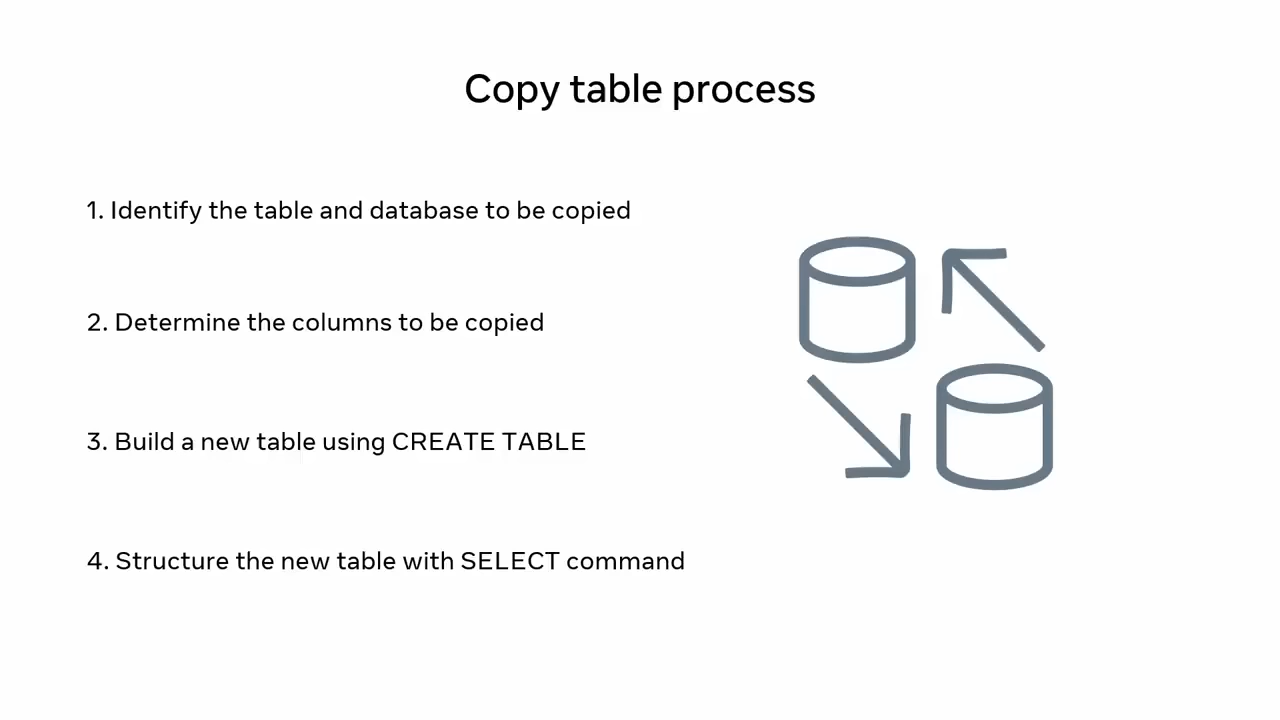 Copy table process
1. Identify the table and database to be copied
2. Determine the columns to be copied
3. Build a new table using CREATE TABLE
4. Structure the new table with SELECT command